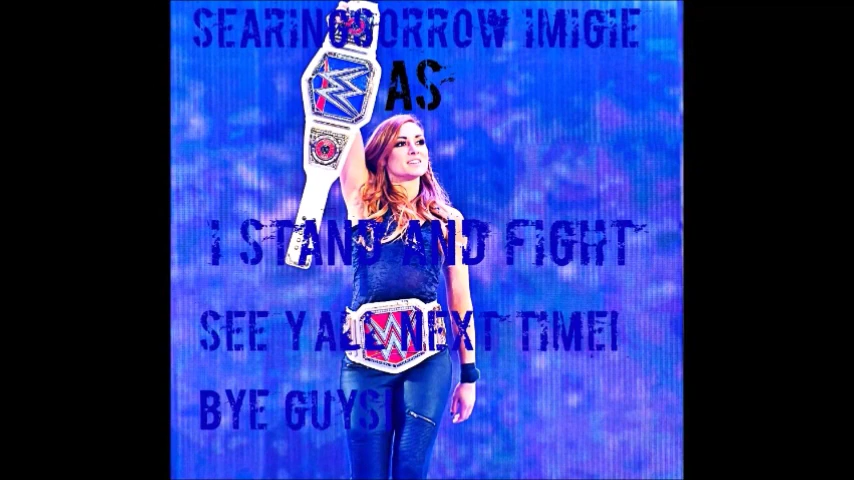 SEARINGSORROW IMIGIE
AS
I STAND AND FIGHT
SEE YALL NEXT TIME!
BYE GUYS!